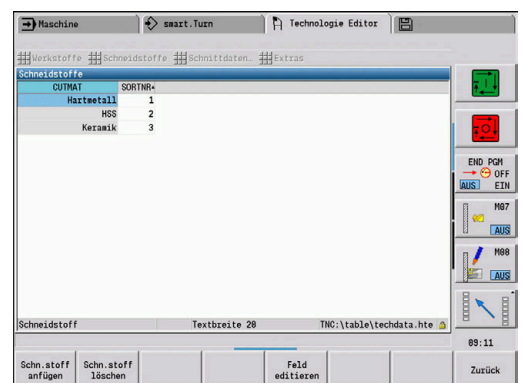 Maschine smart.Turn Technologie Editor
Werkstoffe Schneidstoffe Schnittdaten… Extras
Schneidstoffe
CUTMAT SORTNR
Hartmetall 1
HSS 2
Keramik 3
END PGM
OFF
AUS EIN
M07
AUS
M08
AUS
Schneidstoff Textbreite 20 TNC:\table\techdata.hte
09:11
Schn.stoff anfügen
Schn.stoff löschen
Feld editieren
Zurück